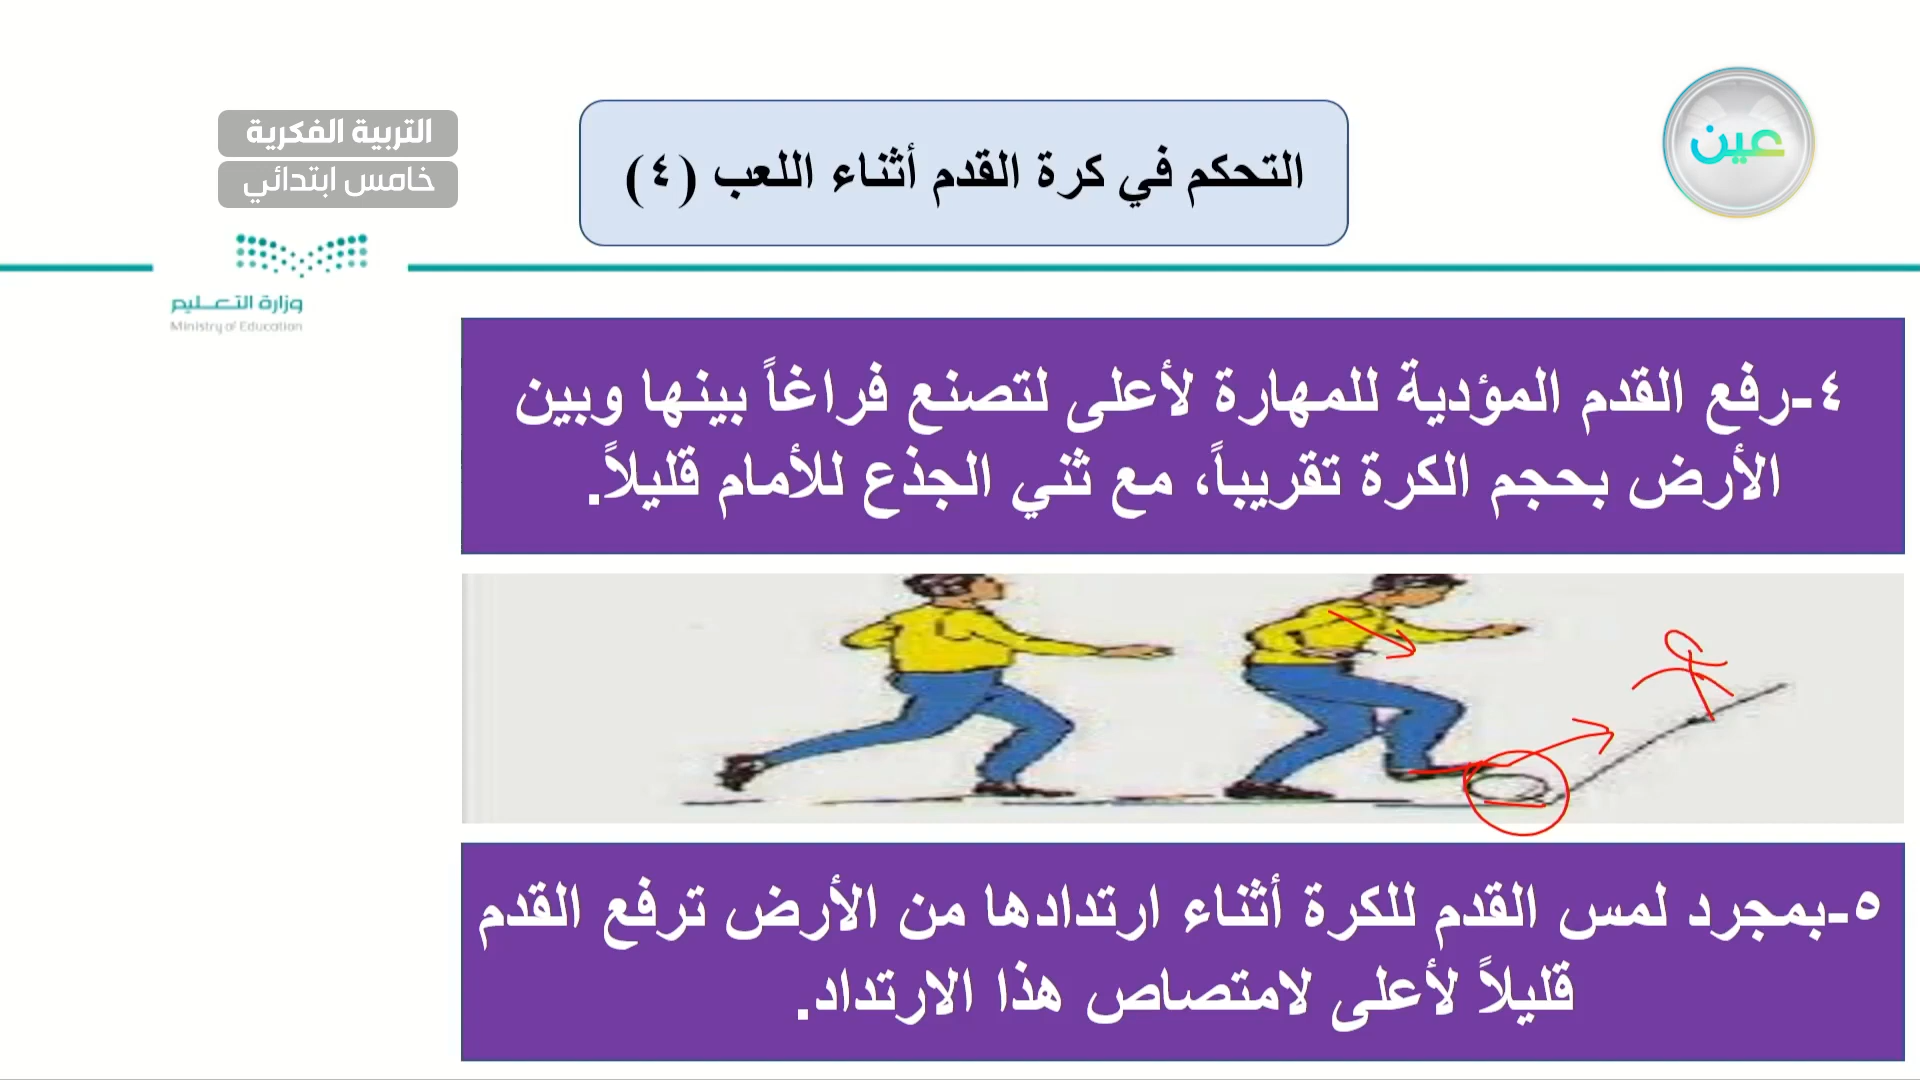 التربية الفكرية
خامس ابتدائي
التحكم في كرة القدم أثناء اللعب (٤)
عين
وزارة التعـــليم
Ministry of Education
٤-رفع القدم المؤدية للمهارة لأعلى لتصنع فراغاً بينها وبين
الأرض بحجم الكرة تقريباً، مع ثني الجذع للأمام قليلاً.
٥-بمجرد لمس القدم للكرة أثناء ارتدادها من الأرض ترفع القدم
قليلاً لأعلى لامتصاص هذا الارتداد.